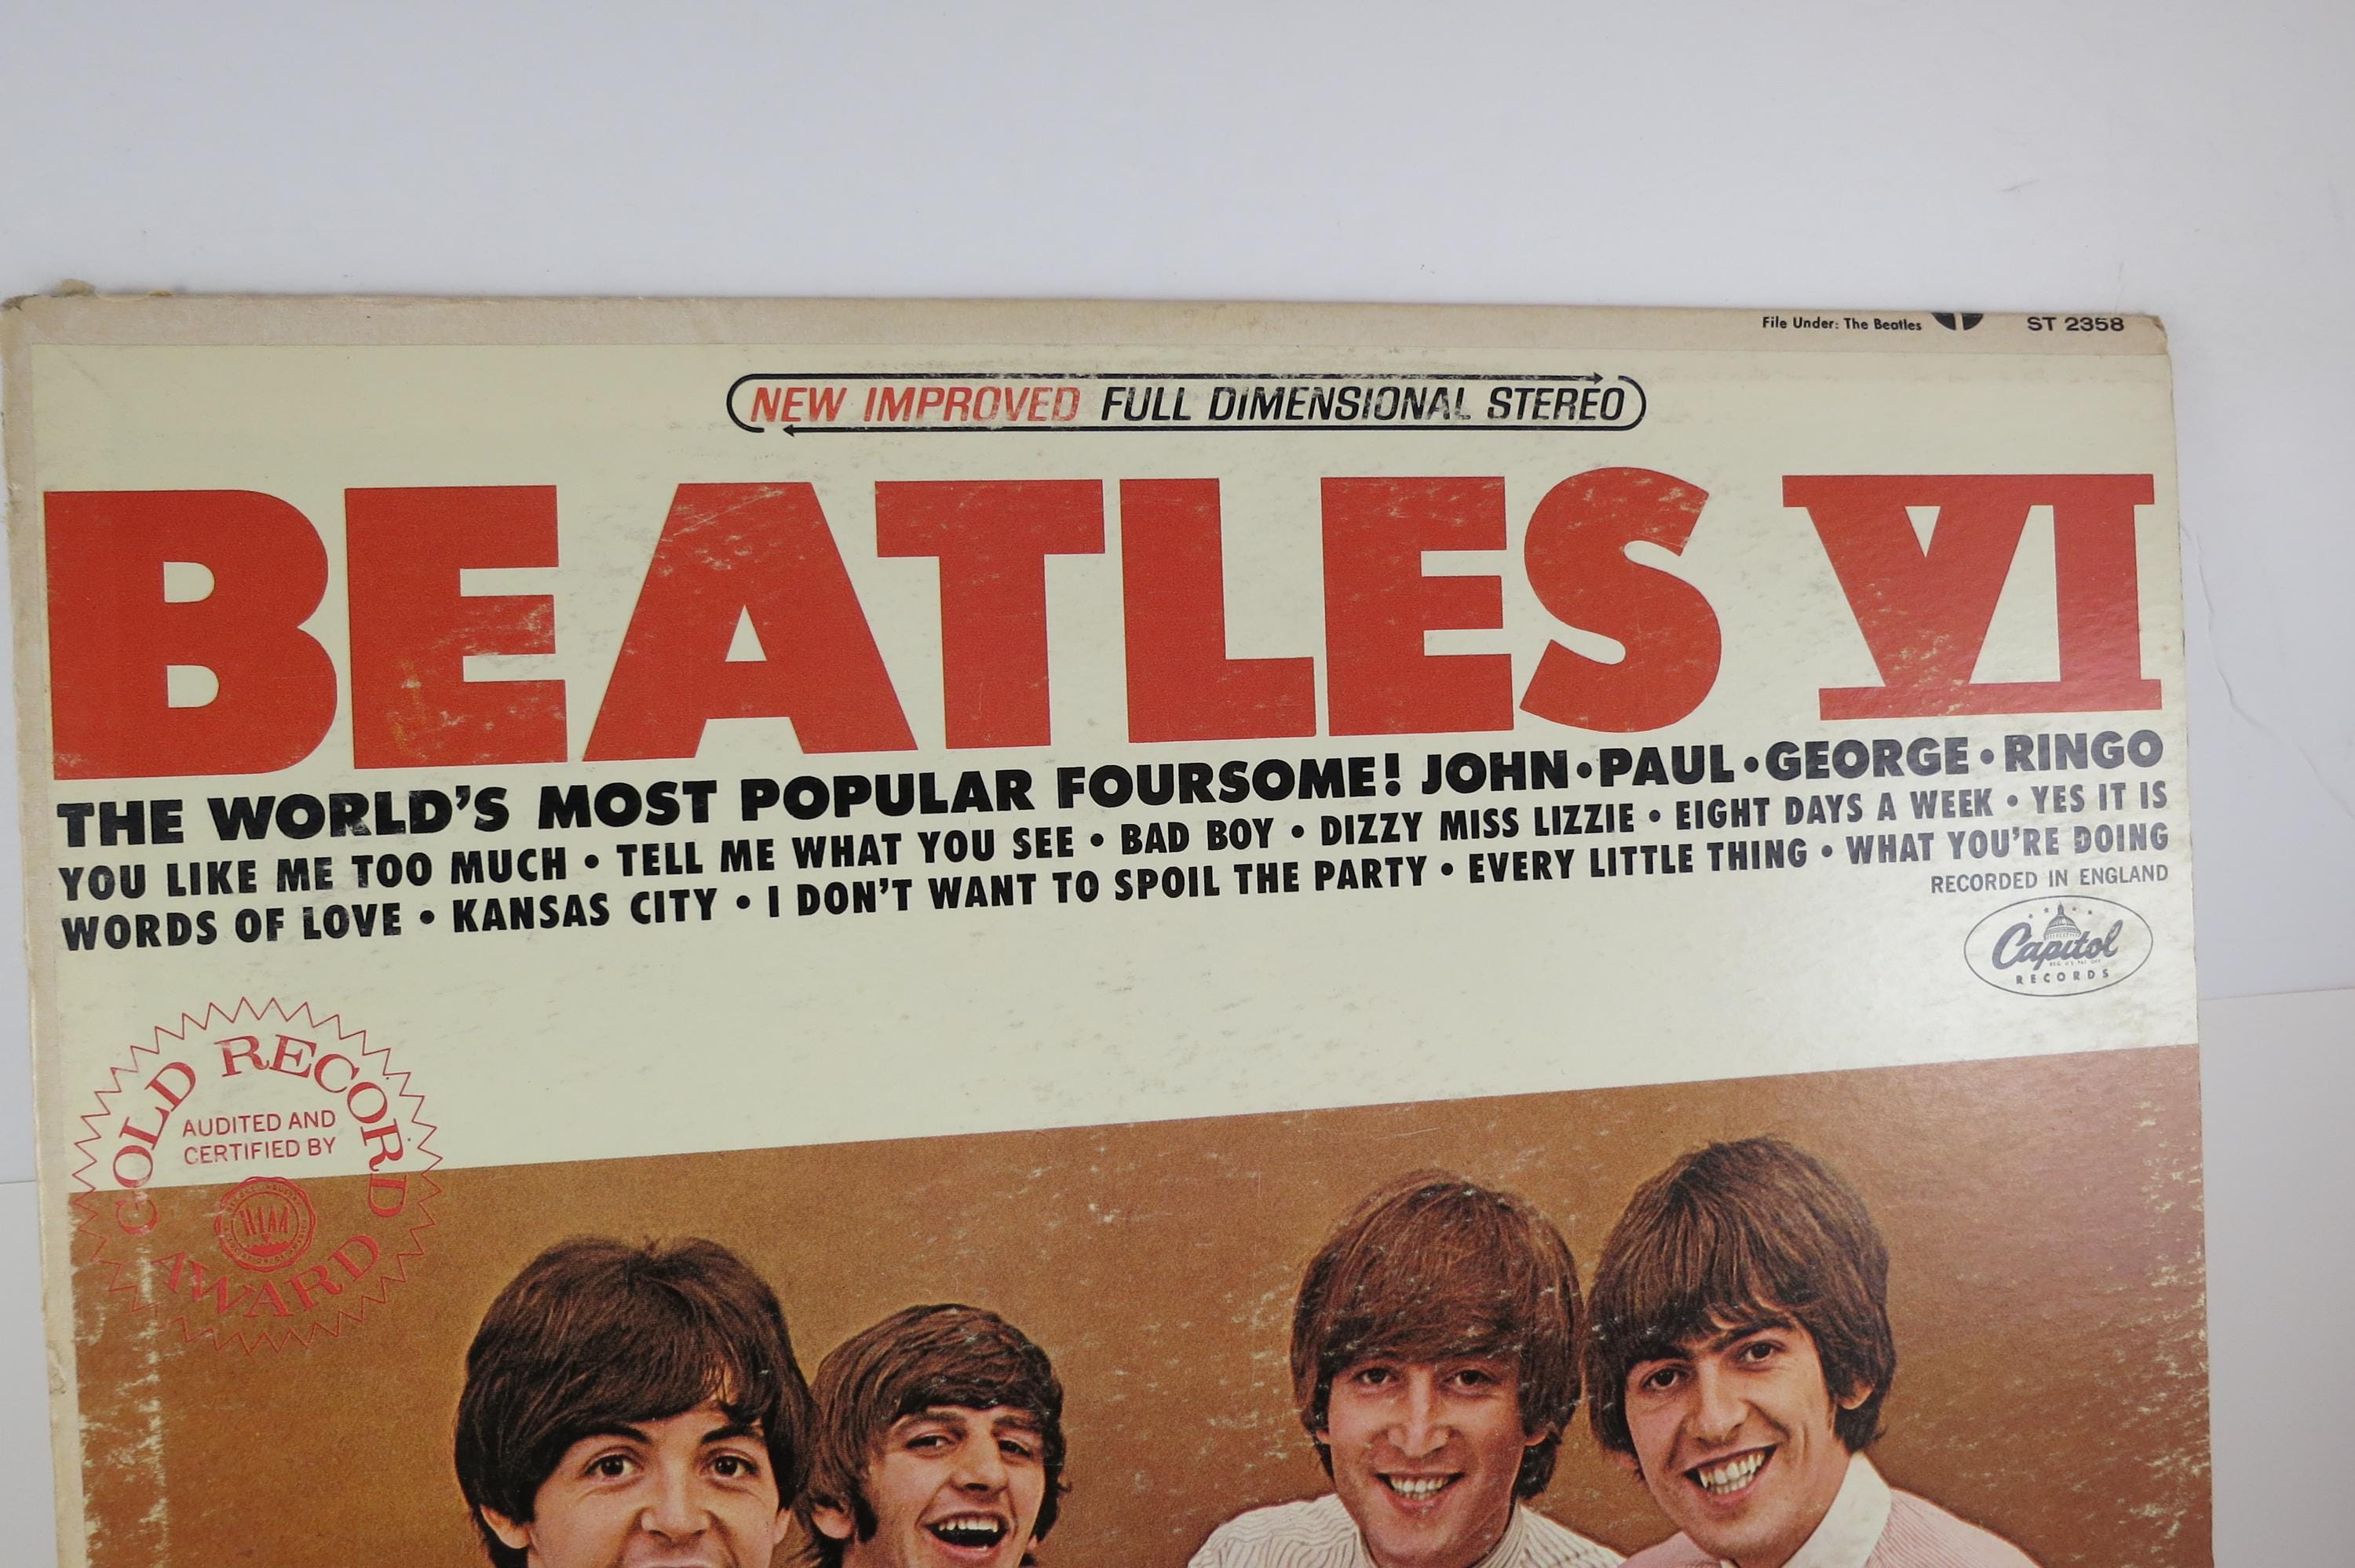 File Under: The Beatles ST 2358
NEW IMPROVED FULL DIMENSIONAL STEREO
BEATLES VI
THE WORLD'S MOST POPULAR FOURSOME! JOHN • PAUL • GEORGE • RINGO
YOU LIKE ME TOO MUCH • TELL ME WHAT YOU SEE • BAD BOY • DIZZY MISS LIZZIE • EIGHT DAYS A WEEK • YES IT IS
WORDS OF LOVE • KANSAS CITY • I DON'T WANT TO SPOIL THE PARTY • EVERY LITTLE THING • WHAT YOU'RE DOING
RECORDED IN ENGLAND
Capitol
RECORDS
GOLD RECORD
AUDITED AND
CERTIFIED BY
RIAA
AWARD